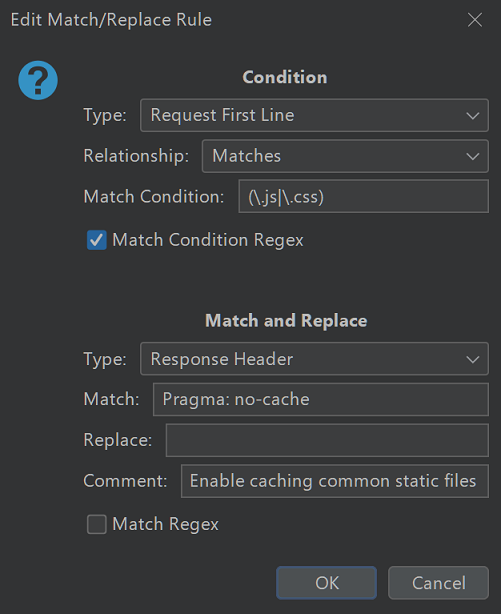 Edit Match/Replace Rule
Condition
Type: Request First Line
Relationship: Matches
Match Condition: (\.js|\.css)
Match Condition Regex
Match and Replace
Type: Response Header
Match: Pragma: no-cache
Replace:
Comment: Enable caching common static files
Match Regex
OK Cancel